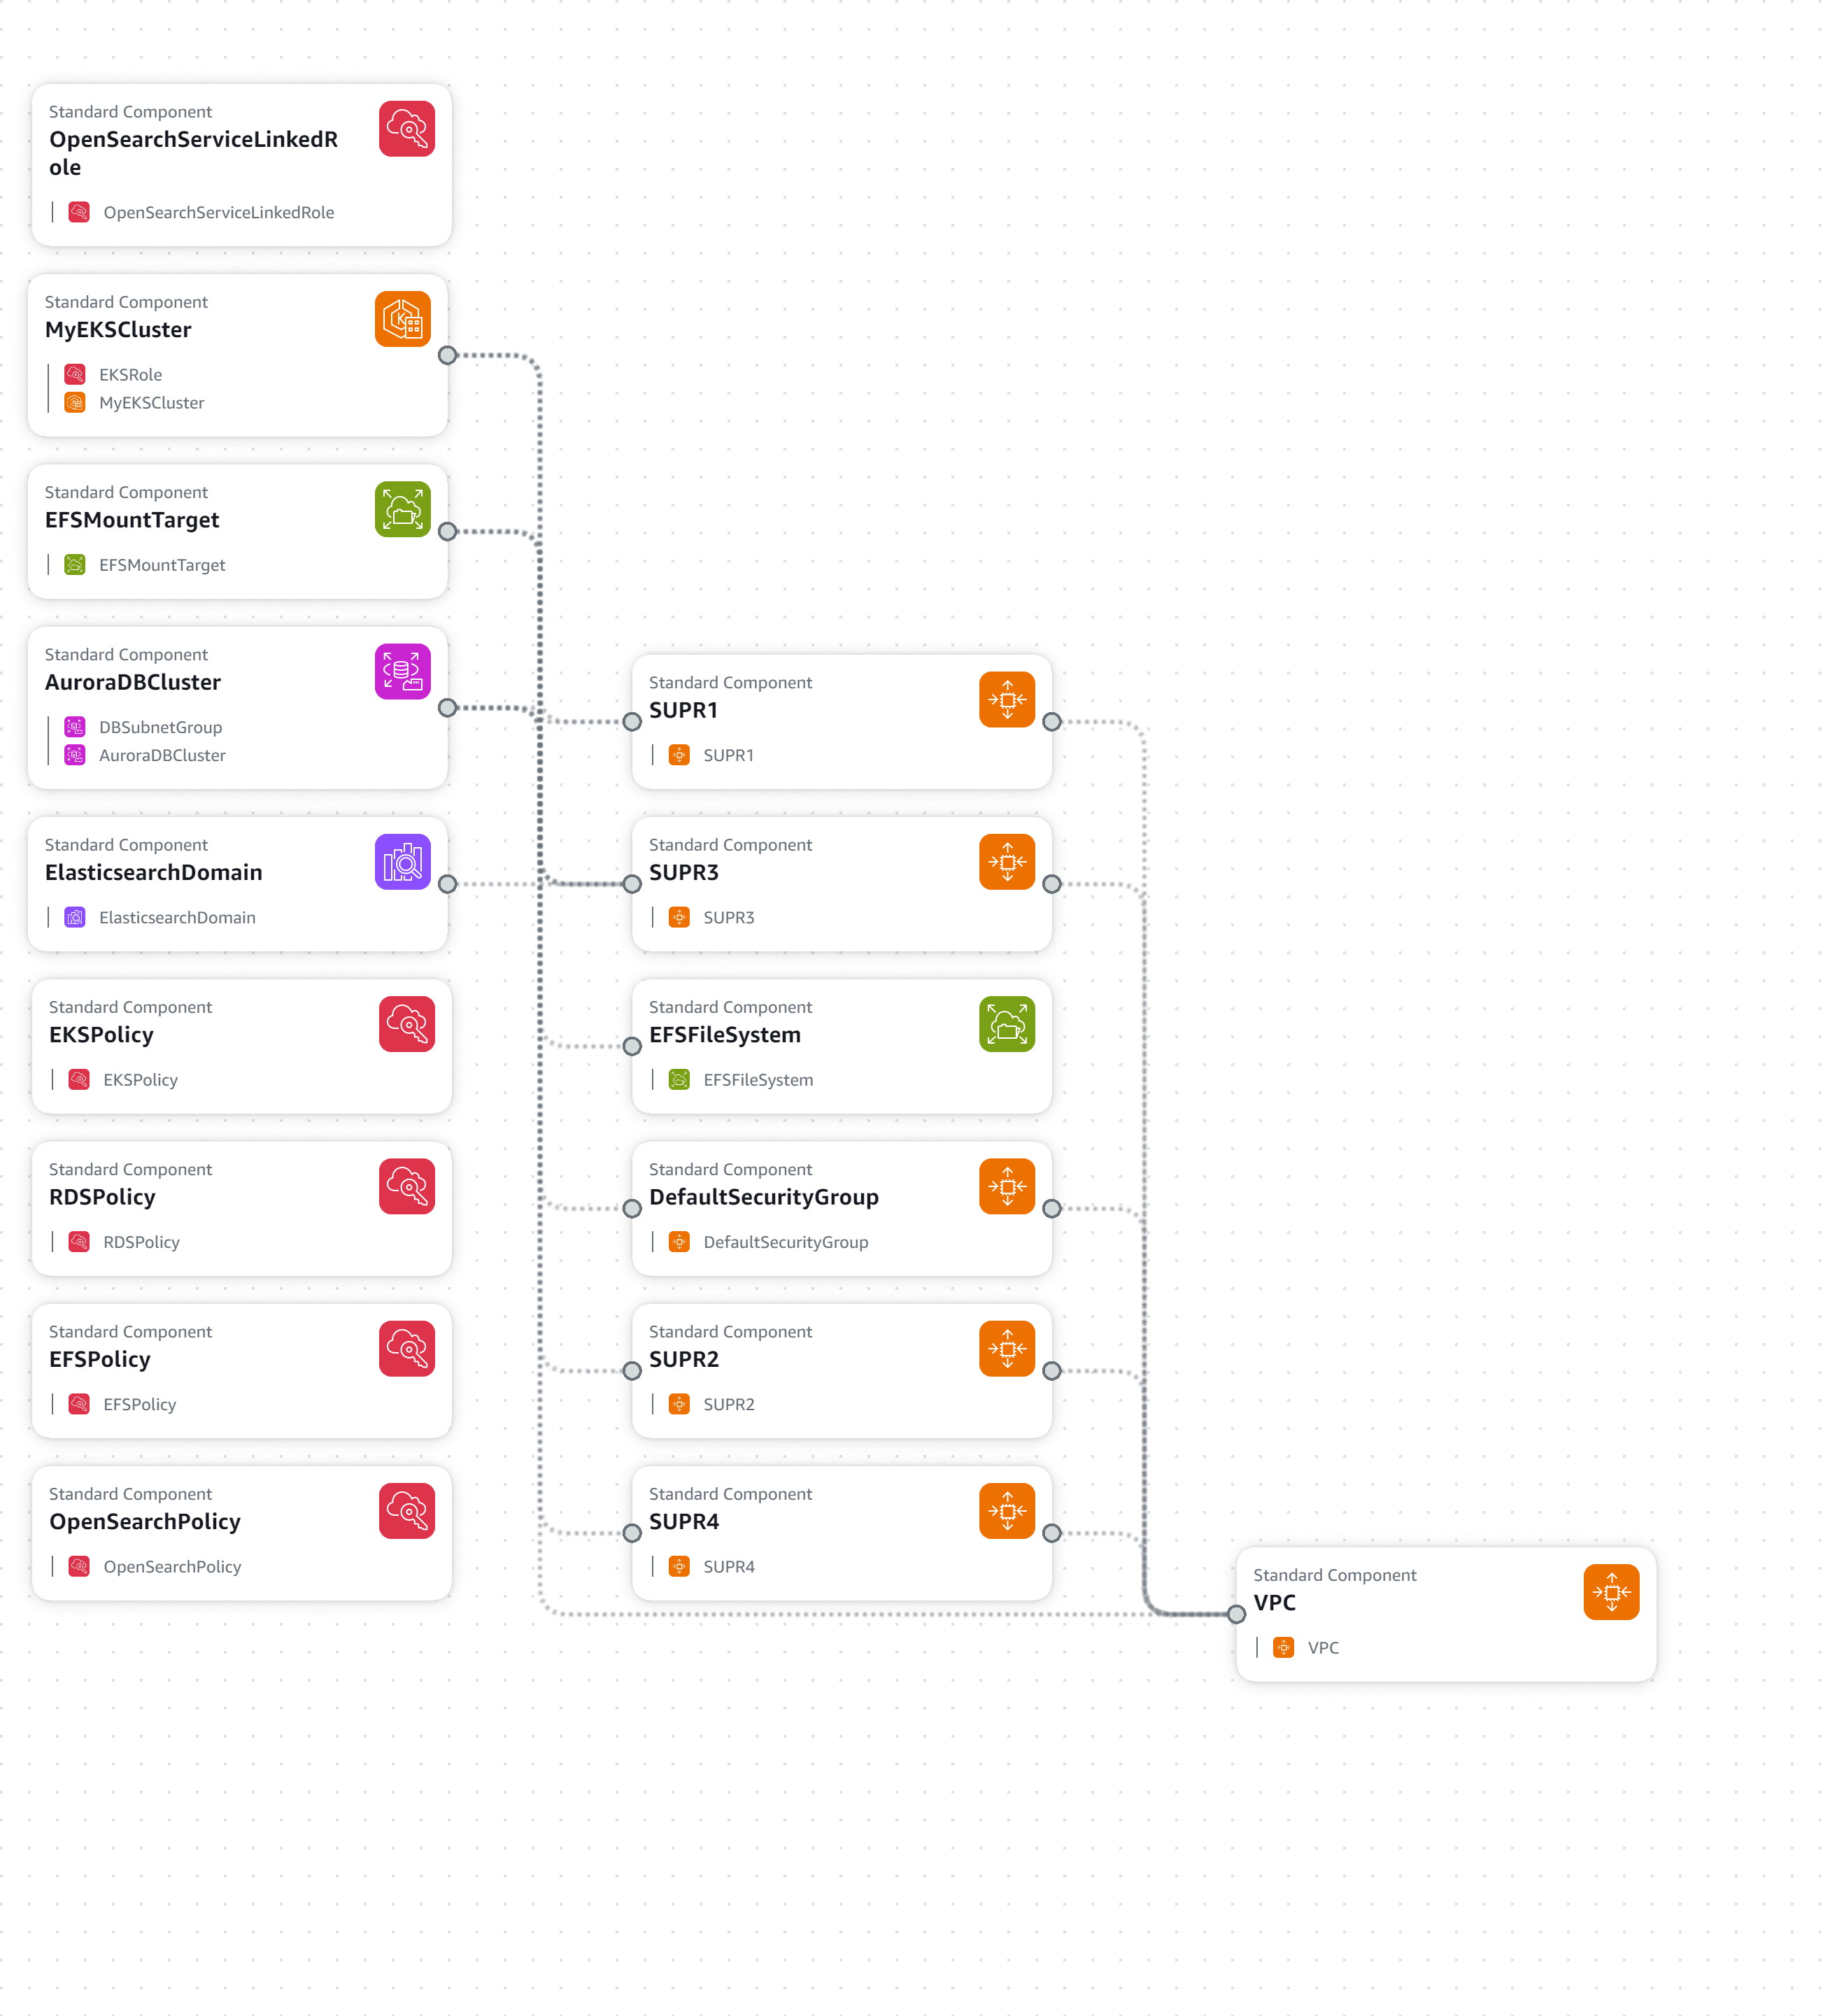 Standard Component
OpenSearchServiceLinkedR
ole
OpenSearchServiceLinkedRole
Standard Component
MyEKSCluster
EKSRole
MyEKSCluster
Standard Component
EFSMountTarget
EFSMountTarget
Standard Component
AuroraDBCluster
DBSubnetGroup
AuroraDBCluster
Standard Component
ElasticsearchDomain
ElasticsearchDomain
Standard Component
EKSPolicy
EKSPolicy
Standard Component
RDSPolicy
RDSPolicy
Standard Component
EFSPolicy
EFSPolicy
Standard Component
OpenSearchPolicy
OpenSearchPolicy
Standard Component
SUPR1
SUPR1
Standard Component
SUPR3
SUPR3
Standard Component
EFSFileSystem
EFSFileSystem
Standard Component
DefaultSecurityGroup
DefaultSecurityGroup
Standard Component
SUPR2
SUPR2
Standard Component
SUPR4
SUPR4
Standard Component
VPC
VPC